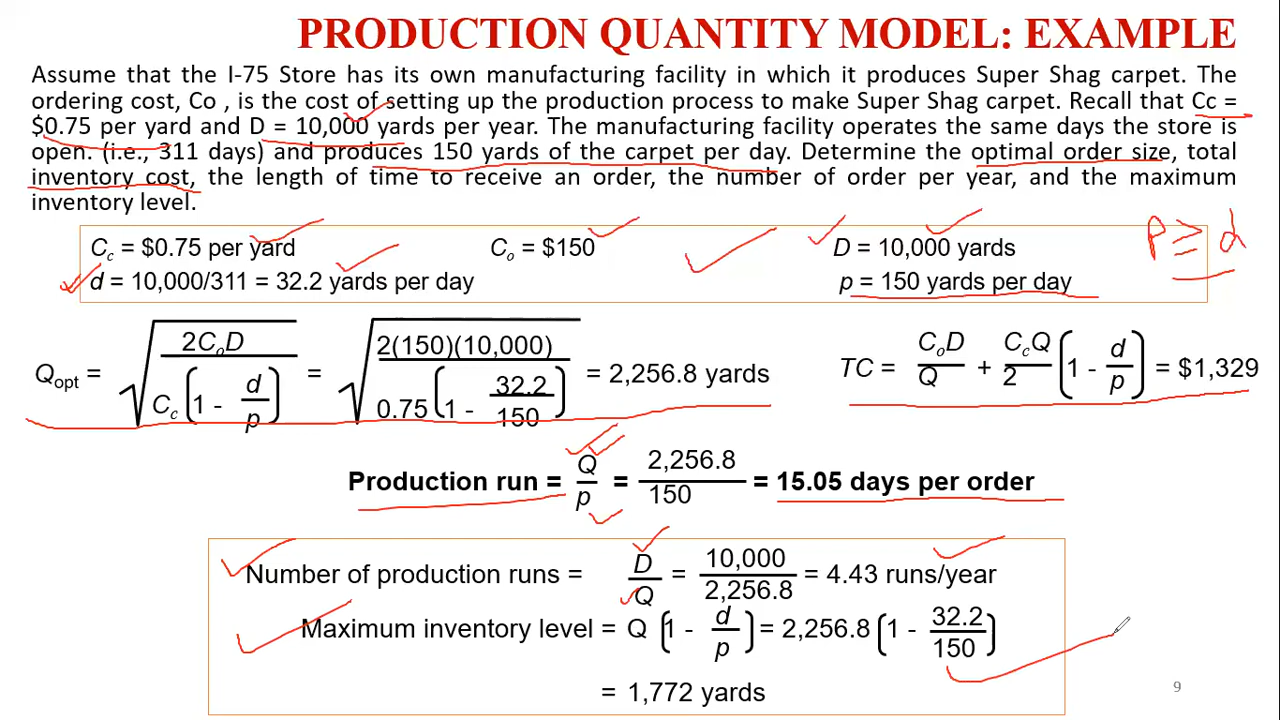 PRODUCTION QUANTITY MODEL: EXAMPLE
Assume that the I-75 Store has its own manufacturing facility in which it produces Super Shag carpet. The
ordering cost, Co , is the cost of setting up the production process to make Super Shag carpet. Recall that Cc =
$0.75 per yard and D = 10,000 yards per year. The manufacturing facility operates the same days the store is
open. (i.e., 311 days) and produces 150 yards of the carpet per day. Determine the optimal order size, total
inventory cost, the length of time to receive an order, the number of order per year, and the maximum
inventory level.
Cc = $0.75 per yard Co = $150 D = 10,000 yards
d = 10,000/311 = 32.2 yards per day p = 150 yards per day
P ≥ d
Qopt = √ 2CoD / Cc (1 - d/p) = √ 2(150)(10,000) / 0.75 (1 - 32.2/150) = 2,256.8 yards
TC = CoD/Q + CcQ/2 (1 - d/p) = $1,329
Production run = Q/p = 2,256.8/150 = 15.05 days per order
Number of production runs = D/Q = 10,000/2,256.8 = 4.43 runs/year
Maximum inventory level = Q (1 - d/p) = 2,256.8 (1 - 32.2/150)
= 1,772 yards
9